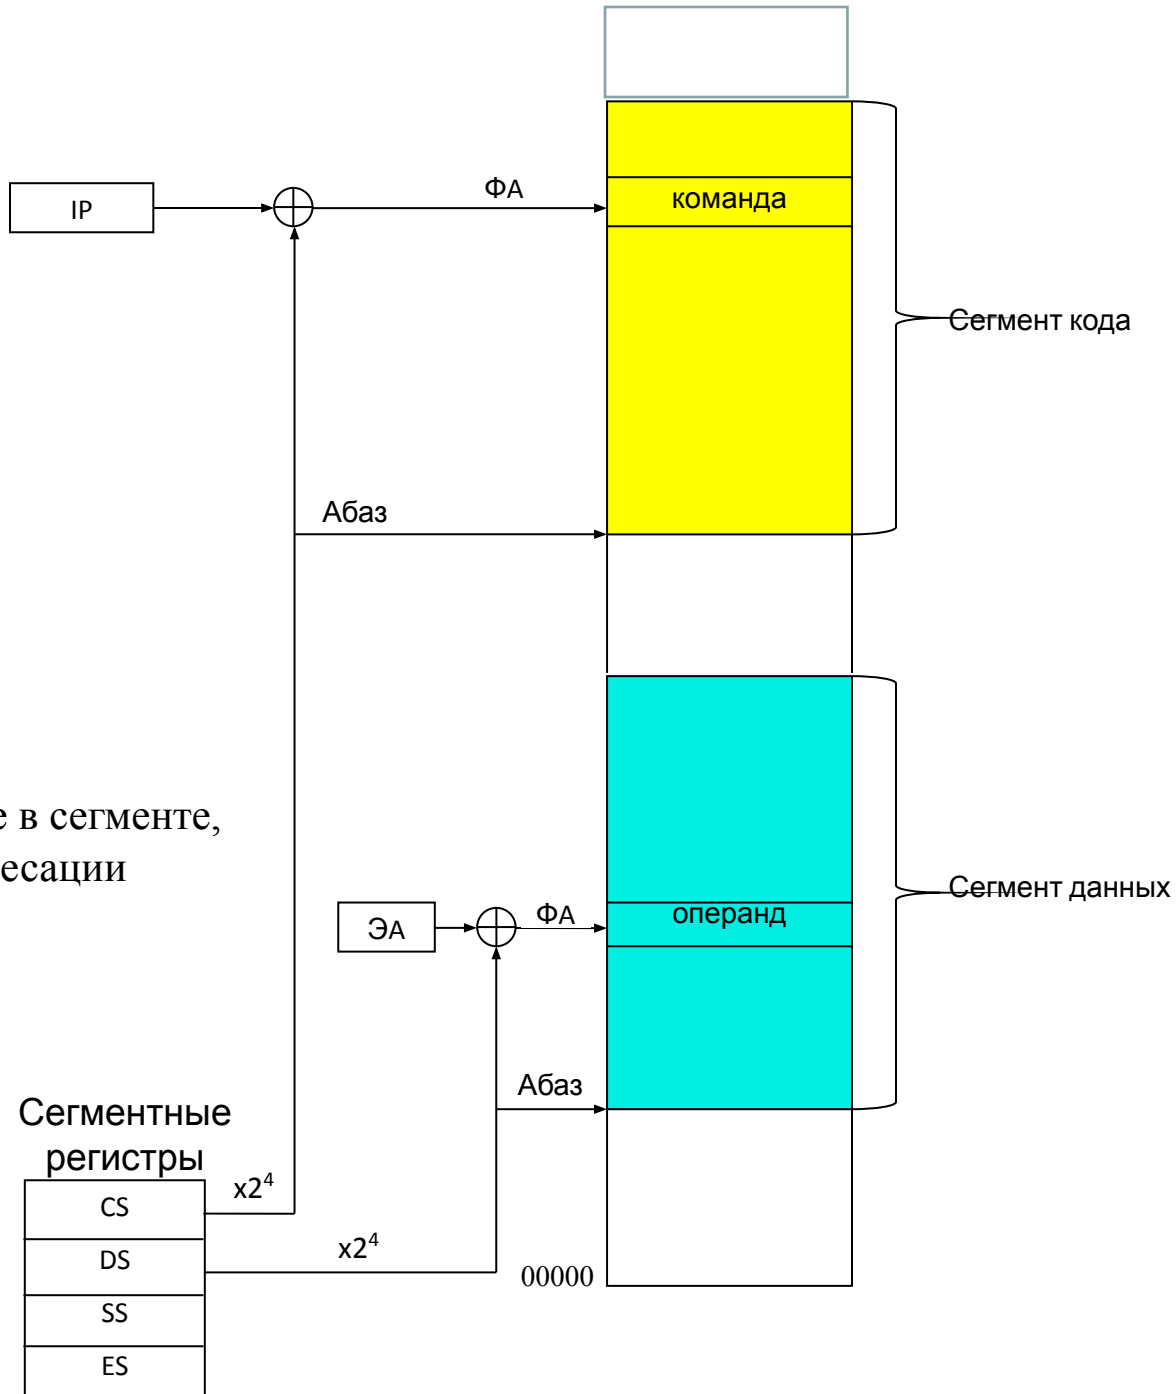 IP
ФА
команда
Сегмент кода
Абаз
е в сегменте,
есации
ЭА
ФА
операнд
Сегмент данных
Абаз
Сегментные
регистры
CS
x2⁴
DS
x2⁴
00000
SS
ES